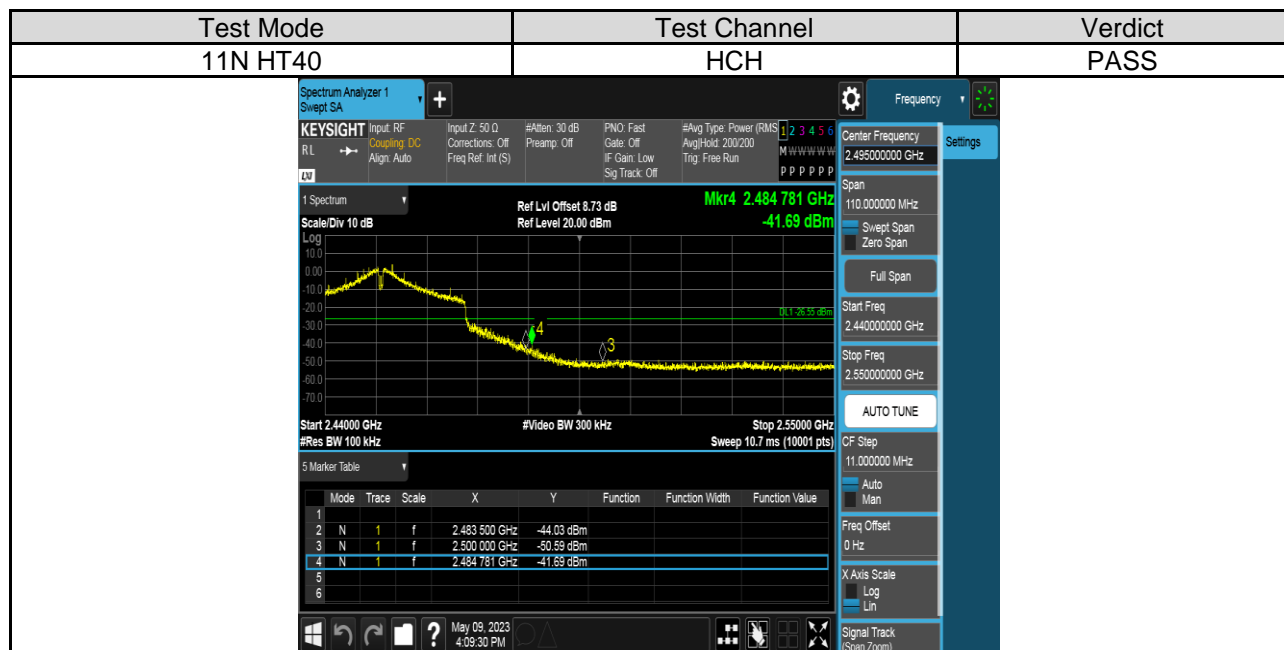 Test Mode Test Channel Verdict
11N HT40 HCH PASS
Spectrum Analyzer 1
Swept SA
+
Frequency
KEYSIGHT Input: RF Input Z: 50 Ω #Atten: 30 dB PNO: Fast #Avg Type: Power (RMS 1 2 3 4 5 6
RL Coupling: DC Corrections: Off Preamp: Off Gate: Off Avg|Hold: 200/200 M W W W W W
Align: Auto Freq Ref: Int (S) IF Gain: Low Trig: Free Run
LXI Sig Track: Off P P P P P P
1 Spectrum
Ref Lvl Offset 8.73 dB
Mkr4 2.484 781 GHz
Scale/Div 10 dB Ref Level 20.00 dBm -41.69 dBm
Log
10.0
0.00
-10.0
-20.0
DL1 -26.55 dBm
-30.0
4
-40.0
3
-50.0
-60.0
-70.0
Start 2.44000 GHz #Video BW 300 kHz Stop 2.55000 GHz
#Res BW 100 kHz Sweep 10.7 ms (10001 pts)
5 Marker Table
Mode Trace Scale X Y Function Function Width Function Value
1
2 N 1 f 2.483 500 GHz -44.03 dBm
3 N 1 f 2.500 000 GHz -50.59 dBm
4 N 1 f 2.484 781 GHz -41.69 dBm
5
6
? May 09, 2023
4:09:30 PM
Center Frequency
2.495000000 GHz
Settings
Span
110.000000 MHz
Swept Span
Zero Span
Full Span
Start Freq
2.440000000 GHz
Stop Freq
2.550000000 GHz
AUTO TUNE
CF Step
11.000000 MHz
Auto
Man
Freq Offset
0 Hz
X Axis Scale
Log
Lin
Signal Track
(Span Zoom)